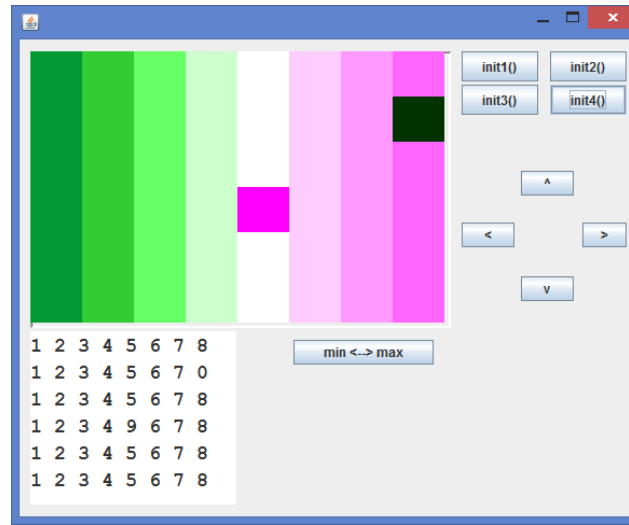 init1() init2()
init3() init4()
^
< >
v
min <--> max
1 2 3 4 5 6 7 8
1 2 3 4 5 6 7 0
1 2 3 4 5 6 7 8
1 2 3 4 9 6 7 8
1 2 3 4 5 6 7 8
1 2 3 4 5 6 7 8